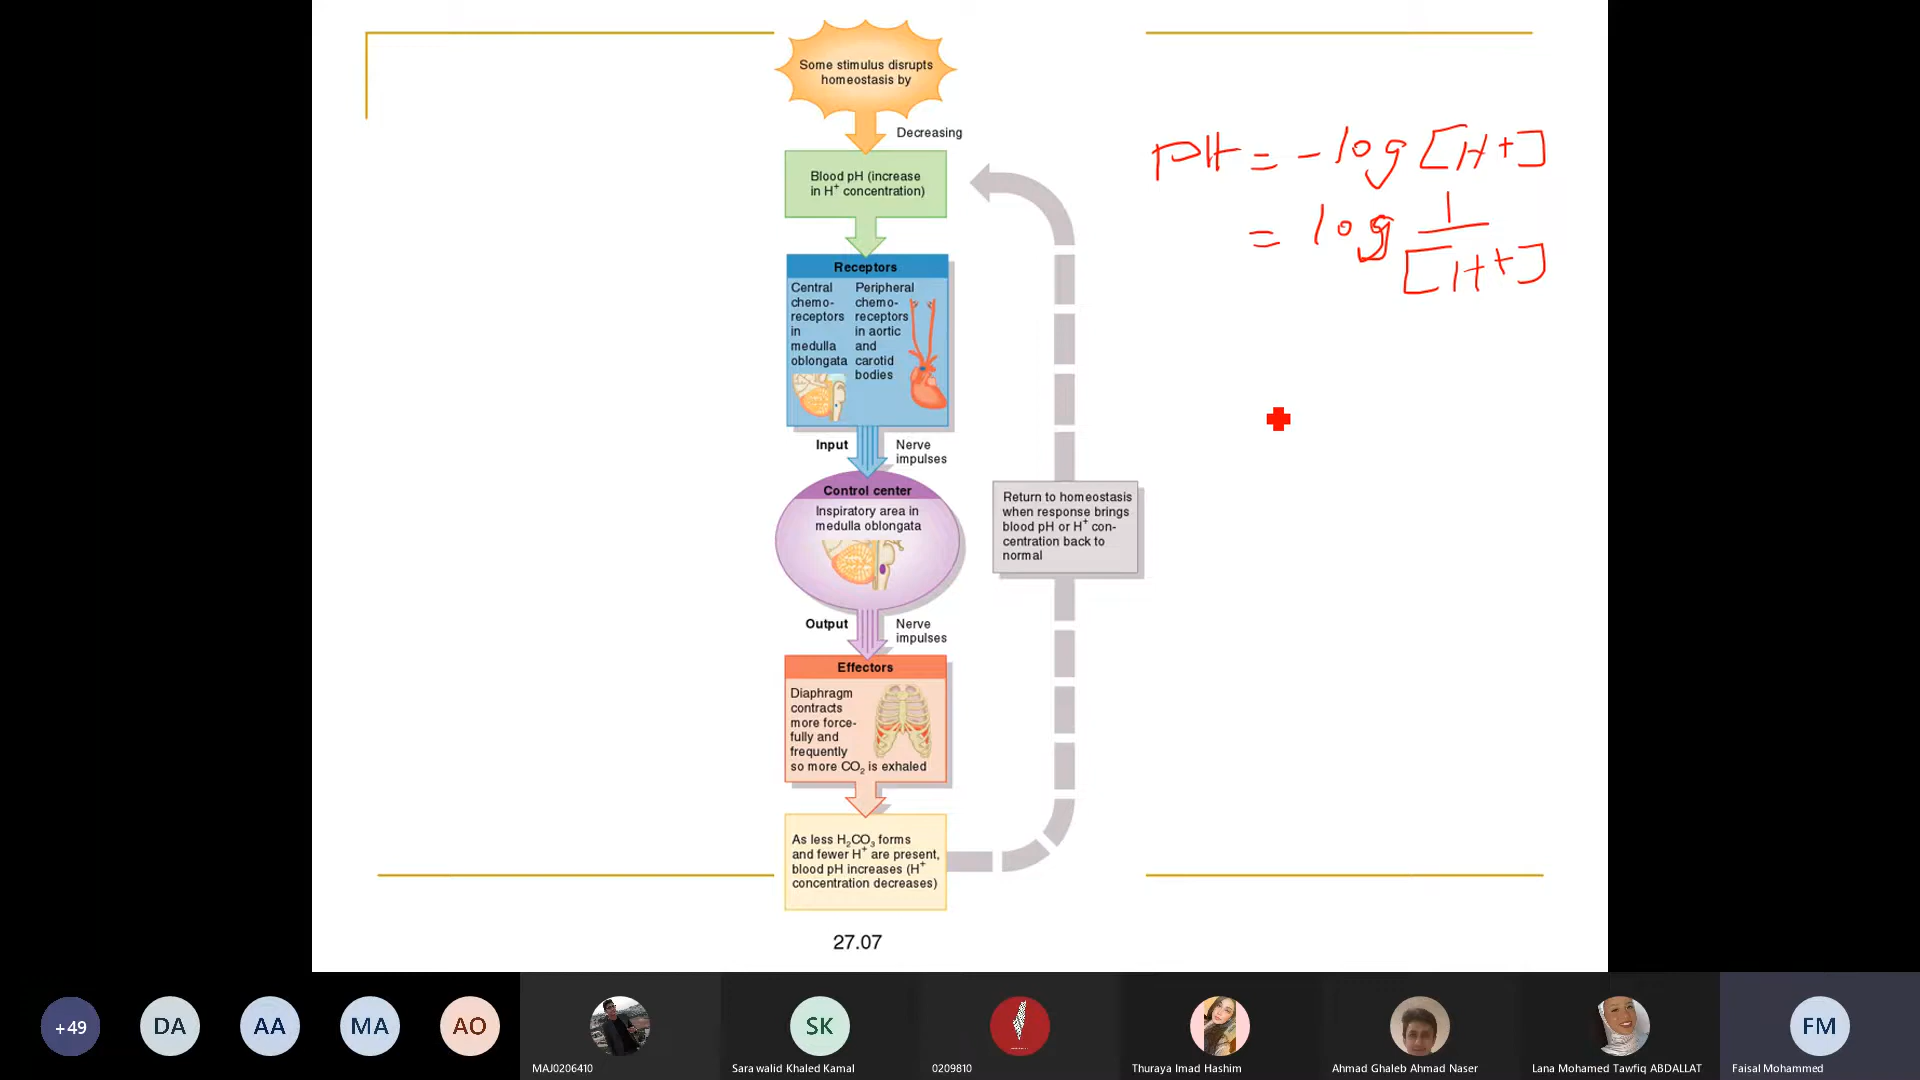 Some stimulus disrupts
homeostasis by
Decreasing
Blood pH (increase
in H⁺ concentration)
Receptors
Central
chemo-
receptors
in
medulla
oblongata
Peripheral
chemo-
receptors
in aortic
and
carotid
bodies
Input
Nerve
impulses
Control center
Inspiratory area in
medulla oblongata
Output
Nerve
impulses
Effectors
Diaphragm
contracts
more force-
fully and
frequently
so more CO₂ is exhaled
As less H₂CO₃ forms
and fewer H⁺ are present,
blood pH increases (H⁺
concentration decreases)
Return to homeostasis
when response brings
blood pH or H⁺ con-
centration back to
normal
pH = - log [H+]
= log 1
[H+]
27.07
+49
DA
AA
MA
AO
MAJ0206410
SK
Sara walid Khaled Kamal
0209810
Thuraya Imad Hashim
Ahmad Ghaleb Ahmad Naser
Lana Mohamed Tawfiq ABDALLAT
FM
Faisal Mohammed